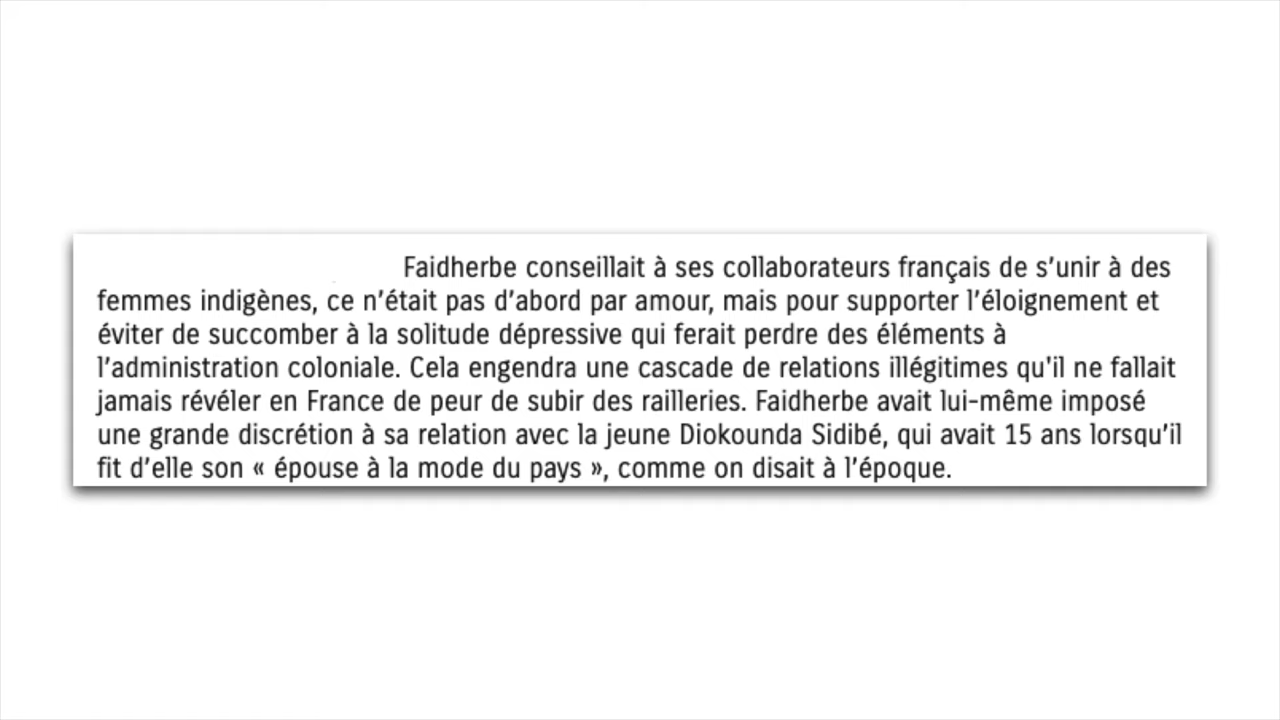 Faidherbe conseillait à ses collaborateurs français de s’unir à des
femmes indigènes, ce n’était pas d’abord par amour, mais pour supporter l’éloignement et
éviter de succomber à la solitude dépressive qui ferait perdre des éléments à
l’administration coloniale. Cela engendra une cascade de relations illégitimes qu'il ne fallait
jamais révéler en France de peur de subir des railleries. Faidherbe avait lui-même imposé
une grande discrétion à sa relation avec la jeune Diokounda Sidibé, qui avait 15 ans lorsqu’il
fit d’elle son « épouse à la mode du pays », comme on disait à l’époque.